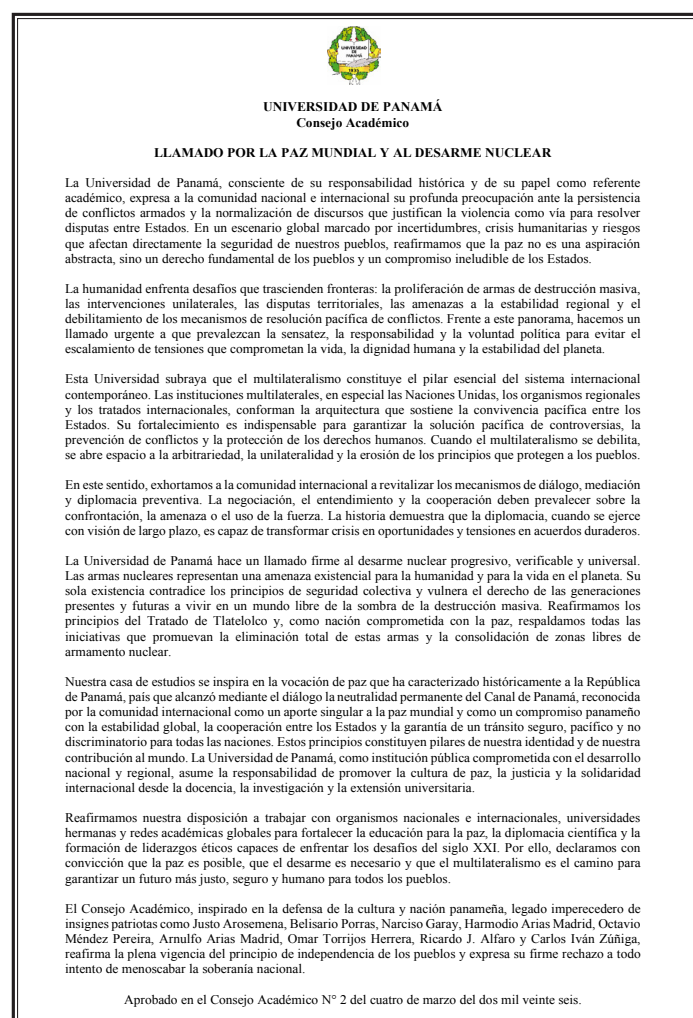 UNIVERSIDAD
DE
PANAMÁ
1935
UNIVERSIDAD DE PANAMÁ
Consejo Académico
LLAMADO POR LA PAZ MUNDIAL Y AL DESARME NUCLEAR
La Universidad de Panamá, consciente de su responsabilidad histórica y de su papel como referente
académico, expresa a la comunidad nacional e internacional su profunda preocupación ante la persistencia
de conflictos armados y la normalización de discursos que justifican la violencia como vía para resolver
disputas entre Estados. En un escenario global marcado por incertidumbres, crisis humanitarias y riesgos
que afectan directamente la seguridad de nuestros pueblos, reafirmamos que la paz no es una aspiración
abstracta, sino un derecho fundamental de los pueblos y un compromiso ineludible de los Estados.
La humanidad enfrenta desafíos que trascienden fronteras: la proliferación de armas de destrucción masiva,
las intervenciones unilaterales, las disputas territoriales, las amenazas a la estabilidad regional y el
debilitamiento de los mecanismos de resolución pacífica de conflictos. Frente a este panorama, hacemos un
llamado urgente a que prevalezcan la sensatez, la responsabilidad y la voluntad política para evitar el
escalamiento de tensiones que comprometan la vida, la dignidad humana y la estabilidad del planeta.
Esta Universidad subraya que el multilateralismo constituye el pilar esencial del sistema internacional
contemporáneo. Las instituciones multilaterales, en especial las Naciones Unidas, los organismos regionales
y los tratados internacionales, conforman la arquitectura que sostiene la convivencia pacífica entre los
Estados. Su fortalecimiento es indispensable para garantizar la solución pacífica de controversias, la
prevención de conflictos y la protección de los derechos humanos. Cuando el multilateralismo se debilita,
se abre espacio a la arbitrariedad, la unilateralidad y la erosión de los principios que protegen a los pueblos.
En este sentido, exhortamos a la comunidad internacional a revitalizar los mecanismos de diálogo, mediación
y diplomacia preventiva. La negociación, el entendimiento y la cooperación deben prevalecer sobre la
confrontación, la amenaza o el uso de la fuerza. La historia demuestra que la diplomacia, cuando se ejerce
con visión de largo plazo, es capaz de transformar crisis en oportunidades y tensiones en acuerdos duraderos.
La Universidad de Panamá hace un llamado firme al desarme nuclear progresivo, verificable y universal.
Las armas nucleares representan una amenaza existencial para la humanidad y para la vida en el planeta. Su
sola existencia contradice los principios de seguridad colectiva y vulnera el derecho de las generaciones
presentes y futuras a vivir en un mundo libre de la sombra de la destrucción masiva. Reafirmamos los
principios del Tratado de Tlatelolco y, como nación comprometida con la paz, respaldamos todas las
iniciativas que promuevan la eliminación total de estas armas y la consolidación de zonas libres de
armamento nuclear.
Nuestra casa de estudios se inspira en la vocación de paz que ha caracterizado históricamente a la República
de Panamá, país que alcanzó mediante el diálogo la neutralidad permanente del Canal de Panamá, reconocida
por la comunidad internacional como un aporte singular a la paz mundial y como un compromiso panameño
con la estabilidad global, la cooperación entre los Estados y la garantía de un tránsito seguro, pacífico y no
discriminatorio para todas las naciones. Estos principios constituyen pilares de nuestra identidad y de nuestra
contribución al mundo. La Universidad de Panamá, como institución pública comprometida con el desarrollo
nacional y regional, asume la responsabilidad de promover la cultura de paz, la justicia y la solidaridad
internacional desde la docencia, la investigación y la extensión universitaria.
Reafirmamos nuestra disposición a trabajar con organismos nacionales e internacionales, universidades
hermanas y redes académicas globales para fortalecer la educación para la paz, la diplomacia científica y la
formación de liderazgos éticos capaces de enfrentar los desafíos del siglo XXI. Por ello, declaramos con
convicción que la paz es posible, que el desarme es necesario y que el multilateralismo es el camino para
garantizar un futuro más justo, seguro y humano para todos los pueblos.
El Consejo Académico, inspirado en la defensa de la cultura y nación panameña, legado imperecedero de
insignes patriotas como Justo Arosemena, Belisario Porras, Narciso Garay, Harmodio Arias Madrid, Octavio
Méndez Pereira, Arnulfo Arias Madrid, Omar Torrijos Herrera, Ricardo J. Alfaro y Carlos Iván Zúñiga,
reafirma la plena vigencia del principio de independencia de los pueblos y expresa su firme rechazo a todo
intento de menoscabar la soberanía nacional.
Aprobado en el Consejo Académico N° 2 del cuatro de marzo del dos mil veinte seis.